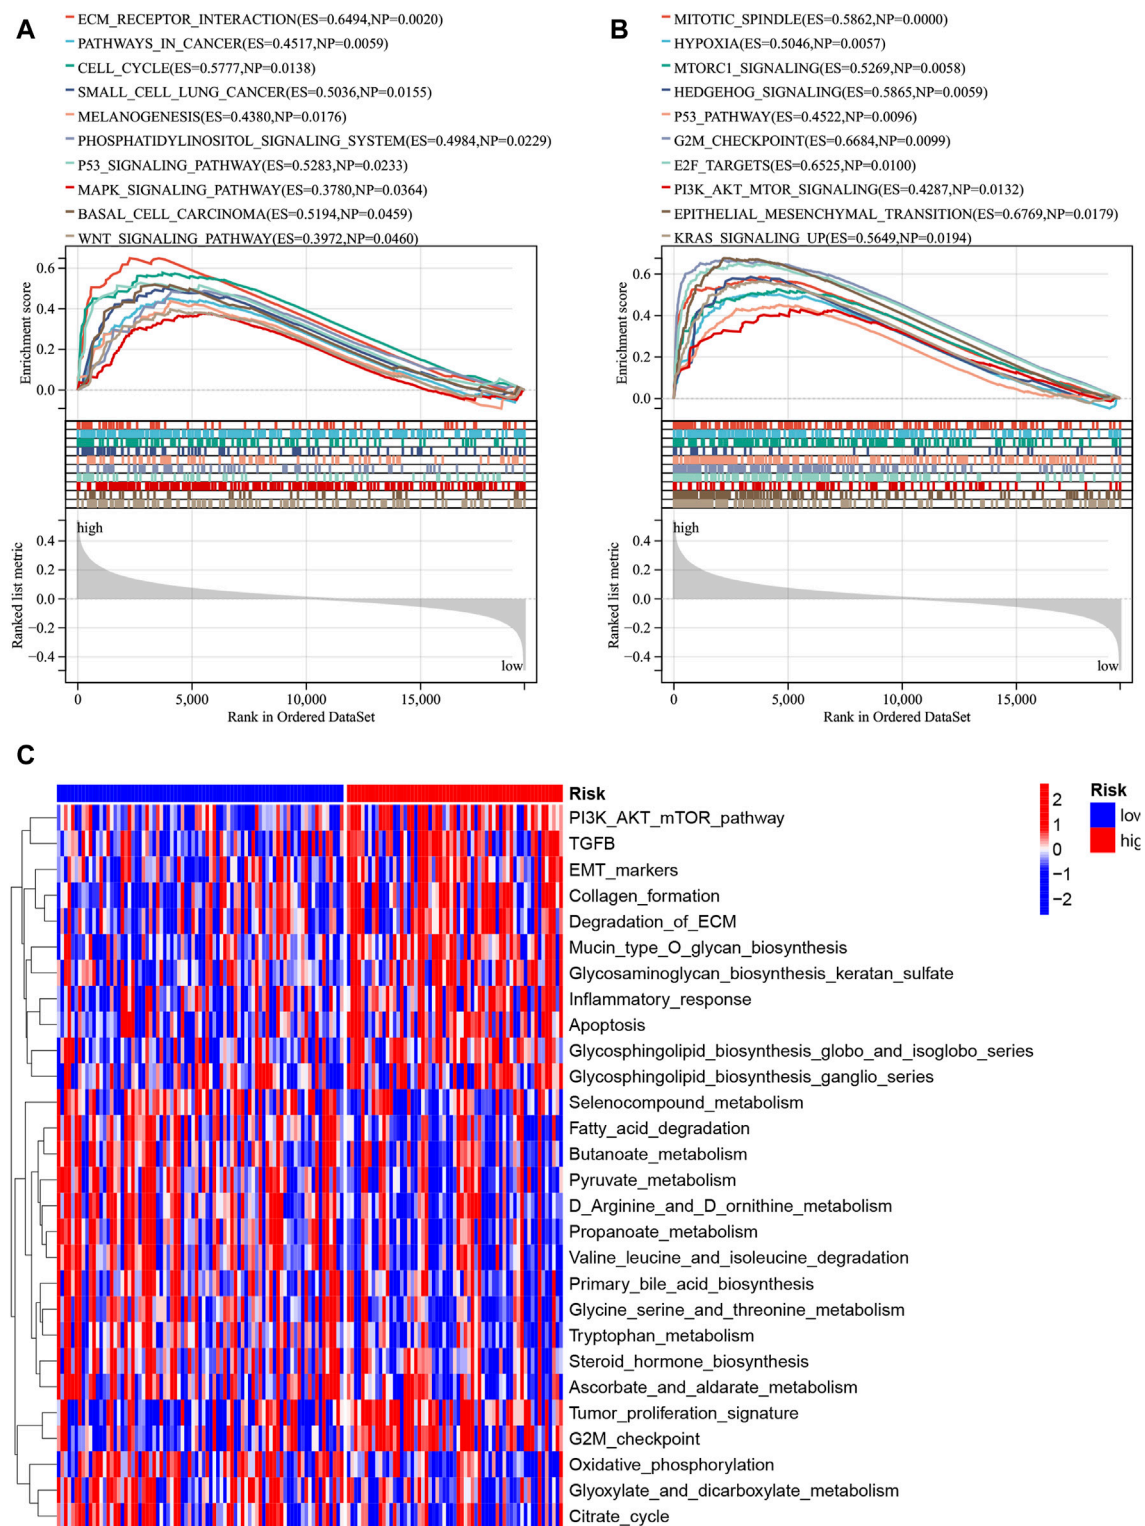 A
ECM_RECEPTOR_INTERACTION(ES=0.6494,NP=0.0020)
PATHWAYS_IN_CANCER(ES=0.4517,NP=0.0059)
CELL_CYCLE(ES=0.5777,NP=0.0138)
SMALL_CELL_LUNG_CANCER(ES=0.5036,NP=0.0155)
MELANOGENESIS(ES=0.4380,NP=0.0176)
PHOSPHATIDYLINOSITOL_SIGNALING_SYSTEM(ES=0.4984,NP=0.0229)
P53_SIGNALING_PATHWAY(ES=0.5283,NP=0.0233)
MAPK_SIGNALING_PATHWAY(ES=0.3780,NP=0.0364)
BASAL_CELL_CARCINOMA(ES=0.5194,NP=0.0459)
WNT_SIGNALING_PATHWAY(ES=0.3972,NP=0.0460)
Enrichment score
0.6
0.4
0.2
0.0
Ranked list metric
high
0.4
0.2
0.0
−0.2
−0.4
low
0
5,000
10,000
15,000
Rank in Ordered DataSet
B
MITOTIC_SPINDLE(ES=0.5862,NP=0.0000)
HYPOXIA(ES=0.5046,NP=0.0057)
MTORC1_SIGNALING(ES=0.5269,NP=0.0058)
HEDGEHOG_SIGNALING(ES=0.5865,NP=0.0059)
P53_PATHWAY(ES=0.4522,NP=0.0096)
G2M_CHECKPOINT(ES=0.6684,NP=0.0099)
E2F_TARGETS(ES=0.6525,NP=0.0100)
PI3K_AKT_MTOR_SIGNALING(ES=0.4287,NP=0.0132)
EPITHELIAL_MESENCHYMAL_TRANSITION(ES=0.6769,NP=0.0179)
KRAS_SIGNALING_UP(ES=0.5649,NP=0.0194)
Enrichment score
0.6
0.4
0.2
0.0
Ranked list metric
high
0.4
0.2
0.0
−0.2
−0.4
low
0
5,000
10,000
15,000
Rank in Ordered DataSet
C
Risk
PI3K_AKT_mTOR_pathway
TGFB
EMT_markers
Collagen_formation
Degradation_of_ECM
Mucin_type_O_glycan_biosynthesis
Glycosaminoglycan_biosynthesis_keratan_sulfate
Inflammatory_response
Apoptosis
Glycosphingolipid_biosynthesis_globo_and_isoglobo_series
Glycosphingolipid_biosynthesis_ganglio_series
Selenocompound_metabolism
Fatty_acid_degradation
Butanoate_metabolism
Pyruvate_metabolism
D_Arginine_and_D_ornithine_metabolism
Propanoate_metabolism
Valine_leucine_and_isoleucine_degradation
Primary_bile_acid_biosynthesis
Glycine_serine_and_threonine_metabolism
Tryptophan_metabolism
Steroid_hormone_biosynthesis
Ascorbate_and_aldarate_metabolism
Tumor_proliferation_signature
G2M_checkpoint
Oxidative_phosphorylation
Glyoxylate_and_dicarboxylate_metabolism
Citrate_cycle
2
1
0
−1
−2
Risk